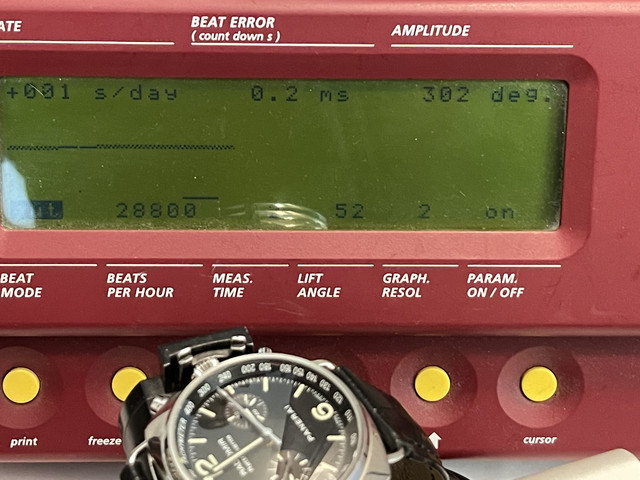 ATE
BEAT ERROR
( count down s )
AMPLITUDE
+001 s/day 0.2 ms 302 deg.
28800 52 2 on
BEAT MODE
BEATS PER HOUR
MEAS. TIME
LIFT ANGLE
GRAPH. RESOL
PARAM. ON / OFF
print
freeze
cursor
PANERAI